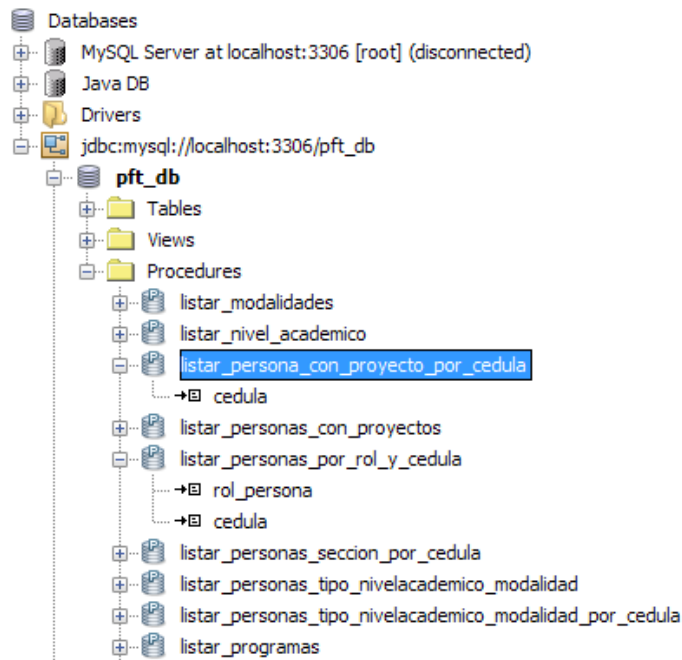 Databases
MySQL Server at localhost:3306 [root] (disconnected)
Java DB
Drivers
jdbc:mysql://localhost:3306/pft_db
pft_db
Tables
Views
Procedures
listar_modalidades
listar_nivel_academico
listar_persona_con_proyecto_por_cedula
cedula
listar_personas_con_proyectos
listar_personas_por_rol_y_cedula
rol_persona
cedula
listar_personas_seccion_por_cedula
listar_personas_tipo_nivelacademico_modalidad
listar_personas_tipo_nivelacademico_modalidad_por_cedula
listar_programas